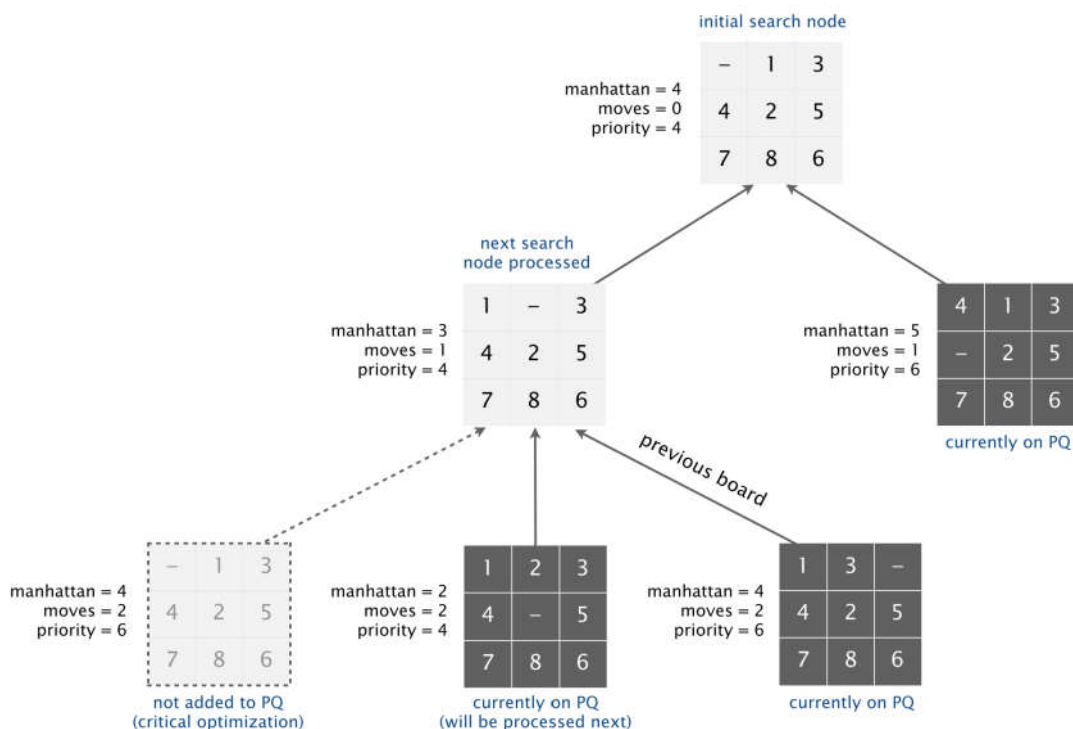 initial search node
manhattan = 4
moves = 0
priority = 4
– 1 3
4 2 5
7 8 6
next search
node processed
manhattan = 3
moves = 1
priority = 4
1 – 3
4 2 5
7 8 6
manhattan = 5
moves = 1
priority = 6
4 1 3
– 2 5
7 8 6
currently on PQ
previous board
manhattan = 4
moves = 2
priority = 6
– 1 3
4 2 5
7 8 6
not added to PQ
(critical optimization)
manhattan = 2
moves = 2
priority = 4
1 2 3
4 – 5
7 8 6
currently on PQ
(will be processed next)
manhattan = 4
moves = 2
priority = 6
1 3 –
4 2 5
7 8 6
currently on PQ